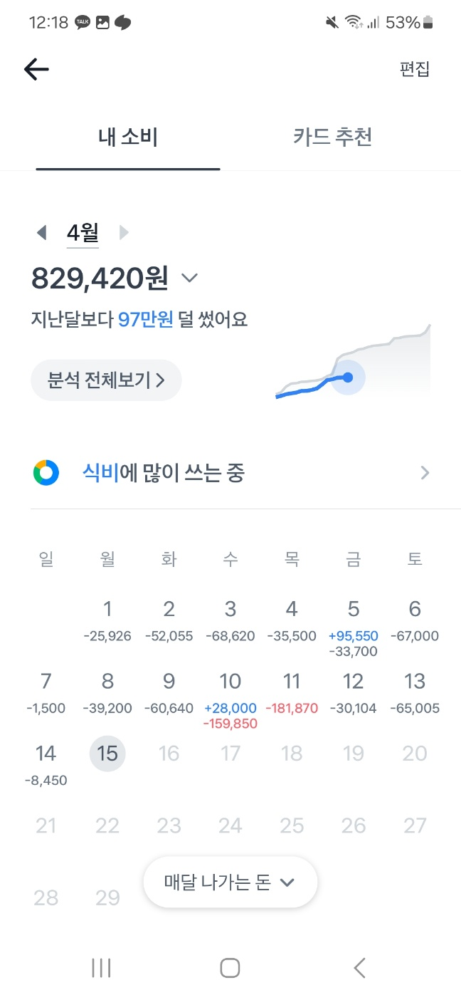 12:18 TALK 53%
편집
내 소비 카드 추천
4월
829,420원
지난달보다 97만원 덜 썼어요
분석 전체보기
식비에 많이 쓰는 중
일 월 화 수 목 금 토
1 2 3 4 5 6
-25,926 -52,055 -68,620 -35,500 +95,550 -67,000
-33,700
7 8 9 10 11 12 13
-1,500 -39,200 -60,640 +28,000 -181,870 -30,104 -65,005
-159,850
14 15 16 17 18 19 20
-8,450
21 22 23 24 25 26 27
매달 나가는 돈
28 29